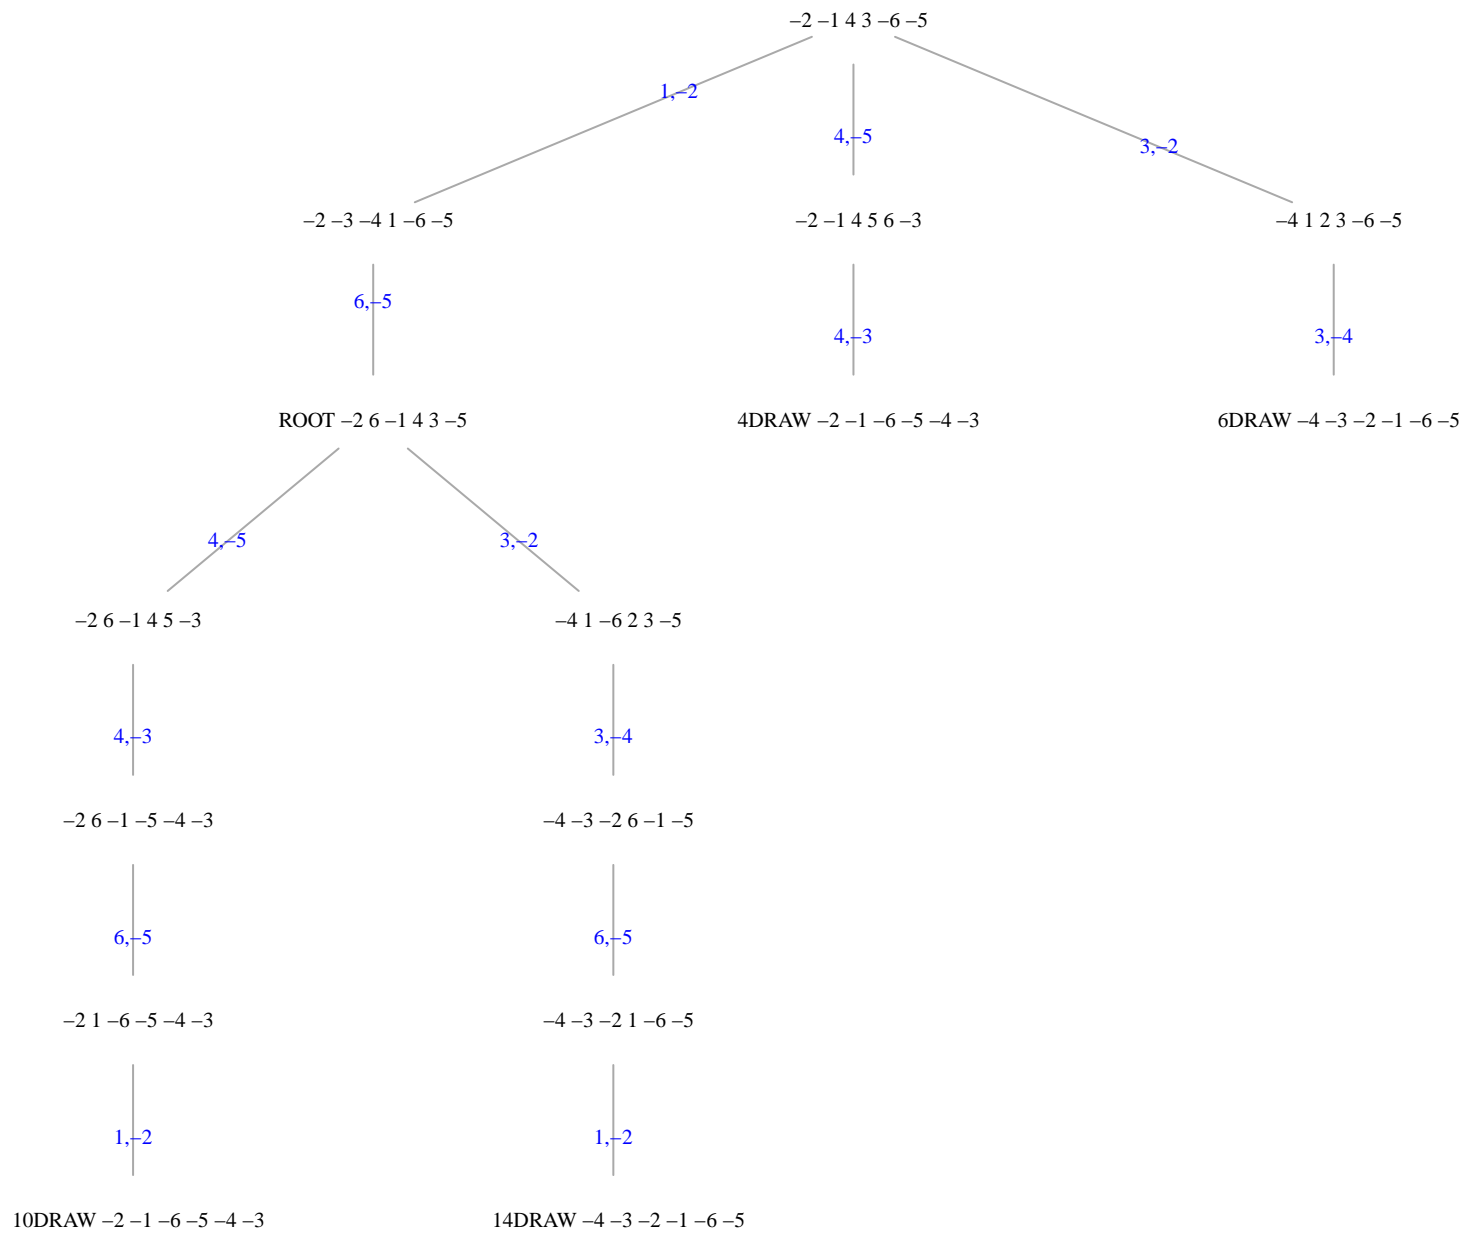 –2 –1 4 3 –6 –5
1,–2
4,–5
3,–2
–2 –3 –4 1 –6 –5
–2 –1 4 5 6 –3
–4 1 2 3 –6 –5
6,–5
4,–3
3,–4
ROOT –2 6 –1 4 3 –5
4DRAW –2 –1 –6 –5 –4 –3
6DRAW –4 –3 –2 –1 –6 –5
4,–5
3,–2
–2 6 –1 4 5 –3
–4 1 –6 2 3 –5
4,–3
3,–4
–2 6 –1 –5 –4 –3
–4 –3 –2 6 –1 –5
6,–5
6,–5
–2 1 –6 –5 –4 –3
–4 –3 –2 1 –6 –5
1,–2
1,–2
10DRAW –2 –1 –6 –5 –4 –3
14DRAW –4 –3 –2 –1 –6 –5